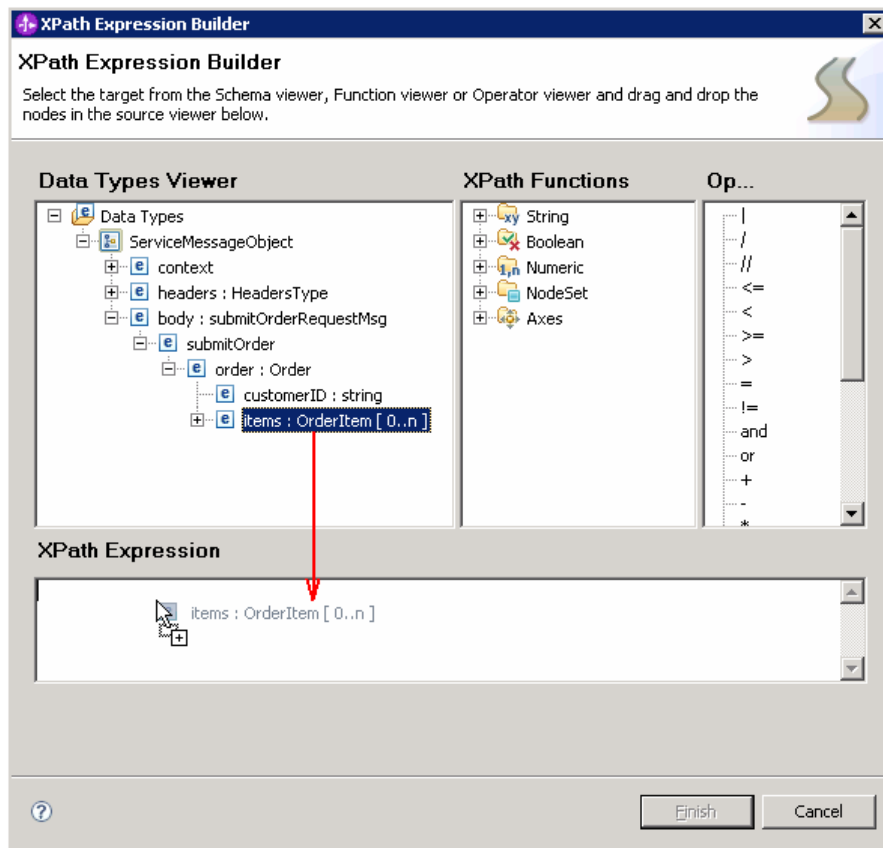 XPath Expression Builder
XPath Expression Builder
Select the target from the Schema viewer, Function viewer or Operator viewer and drag and drop the
nodes in the source viewer below.
Data Types Viewer
Data Types
ServiceMessageObject
context
headers : HeadersType
body : submitOrderRequestMsg
submitOrder
order : Order
customerID : string
items : OrderItem [ 0..n ]
XPath Functions
String
Boolean
Numeric
NodeSet
Axes
Op...
|
/
//
<=
<
>=
>
=
!=
and
or
+
-
*
XPath Expression
items : OrderItem [ 0..n ]
Finish
Cancel